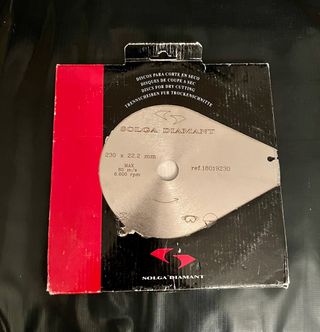 DISCOS PARA CORTE EN SECO
DISQUES DE COUPE A SEC
DISCS FOR DRY CUTTING
TRENNSCHEIBEN FUR TROCKENSCHNITTE
SOLGA DIAMANT
230 x 22.2 mm
MAX
80 m/s
6.600 rpm
ref.18019230
SOLGA DIAMANT